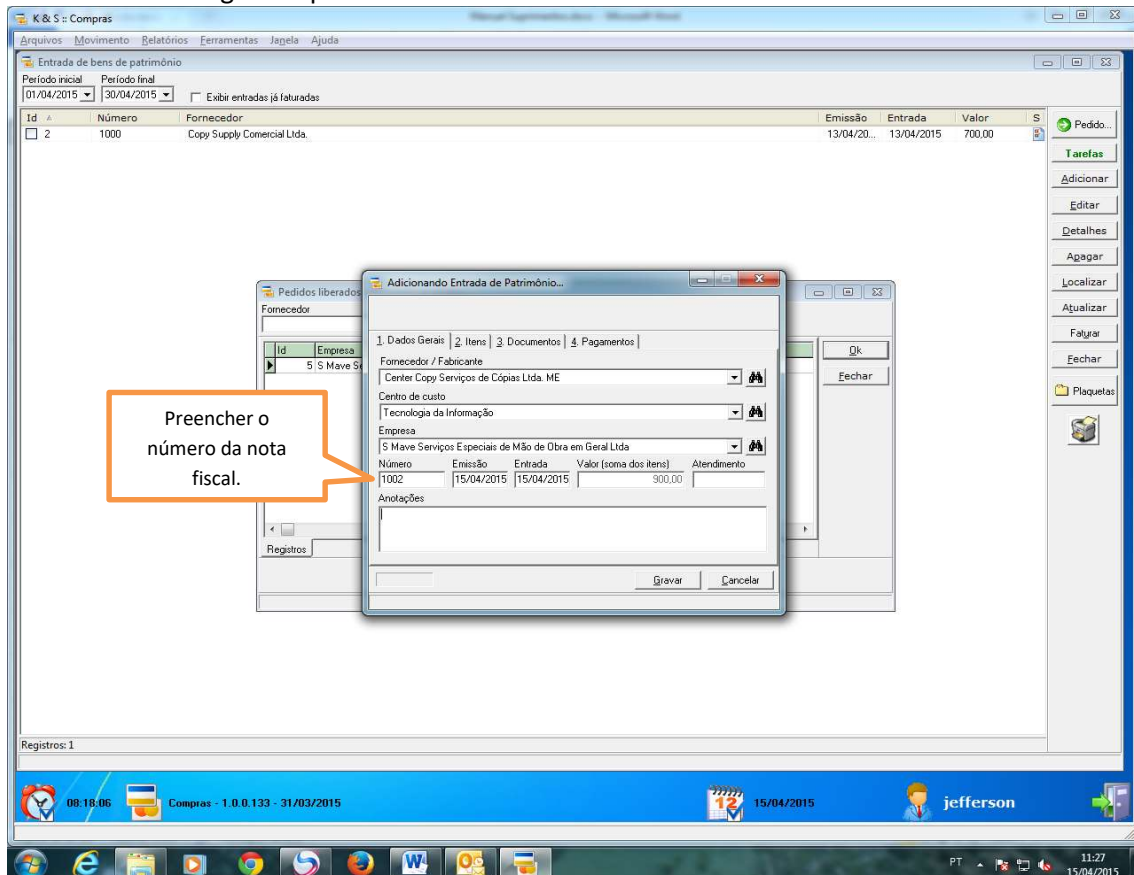 K & S :: Compras
Arquivos Movimento Relatórios Ferramentas Janela Ajuda
Entrada de bens de patrimônio
Período inicial Período final
01/04/2015 30/04/2015 Exibir entradas já faturadas
Id Número Fornecedor Emissão Entrada Valor S
2 1000 Copy Supply Comercial Ltda. 13/04/20... 13/04/2015 700,00
Pedido...
Tarefas
Adicionar
Editar
Detalhes
Apagar
Localizar
Atualizar
Faturar
Fechar
Plaquetas
Pedidos liberados
Fornecedor
Id Empresa
5 S Mave Se
Ok
Fechar
Registros
Adicionando Entrada de Patrimônio...
1. Dados Gerais 2. Itens 3. Documentos 4. Pagamentos
Fornecedor / Fabricante
Center Copy Serviços de Cópias Ltda. ME
Centro de custo
Tecnologia da Informação
Empresa
S Mave Serviços Especiais de Mão de Obra em Geral Ltda
Número Emissão Entrada Valor (soma dos itens) Atendimento
1002 15/04/2015 15/04/2015 900,00
Anotações
Gravar Cancelar
Preencher o
número da nota
fiscal.
Registros: 1
08:18:06 Compras - 1.0.0.133 - 31/03/2015 12 15/04/2015 jefferson
PT 11:27
15/04/2015